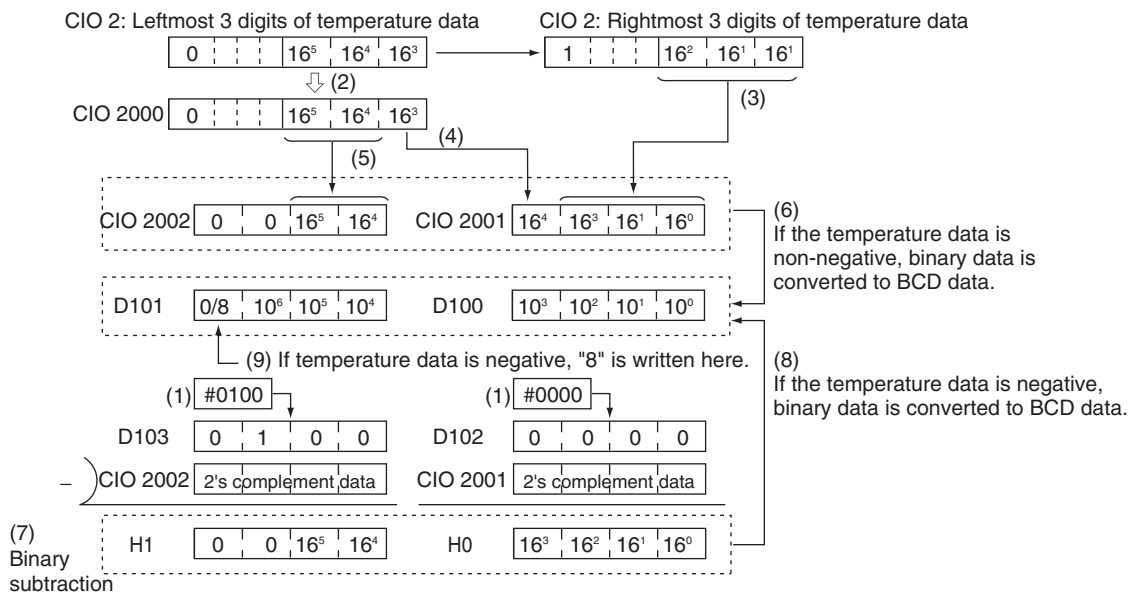 CIO 2: Leftmost 3 digits of temperature data
CIO 2: Rightmost 3 digits of temperature data
0 16⁵ 16⁴ 16³
1 16² 16¹ 16¹
(2)
(3)
CIO 2000 0 16⁵ 16⁴ 16³
(4)
(5)
CIO 2002 0 0 16⁵ 16⁴
CIO 2001 16⁴ 16³ 16¹ 16⁰
(6)
If the temperature data is
non-negative, binary data is
converted to BCD data.
D101 0/8 10⁶ 10⁵ 10⁴
D100 10³ 10² 10¹ 10⁰
(9) If temperature data is negative, "8" is written here.
(8)
If the temperature data is negative,
binary data is converted to BCD data.
(1) #0100
(1) #0000
D103 0 1 0 0
D102 0 0 0 0
– CIO 2002 2's complement data
CIO 2001 2's complement data
(7)
Binary
subtraction
H1 0 0 16⁵ 16⁴
H0 16³ 16² 16¹ 16⁰